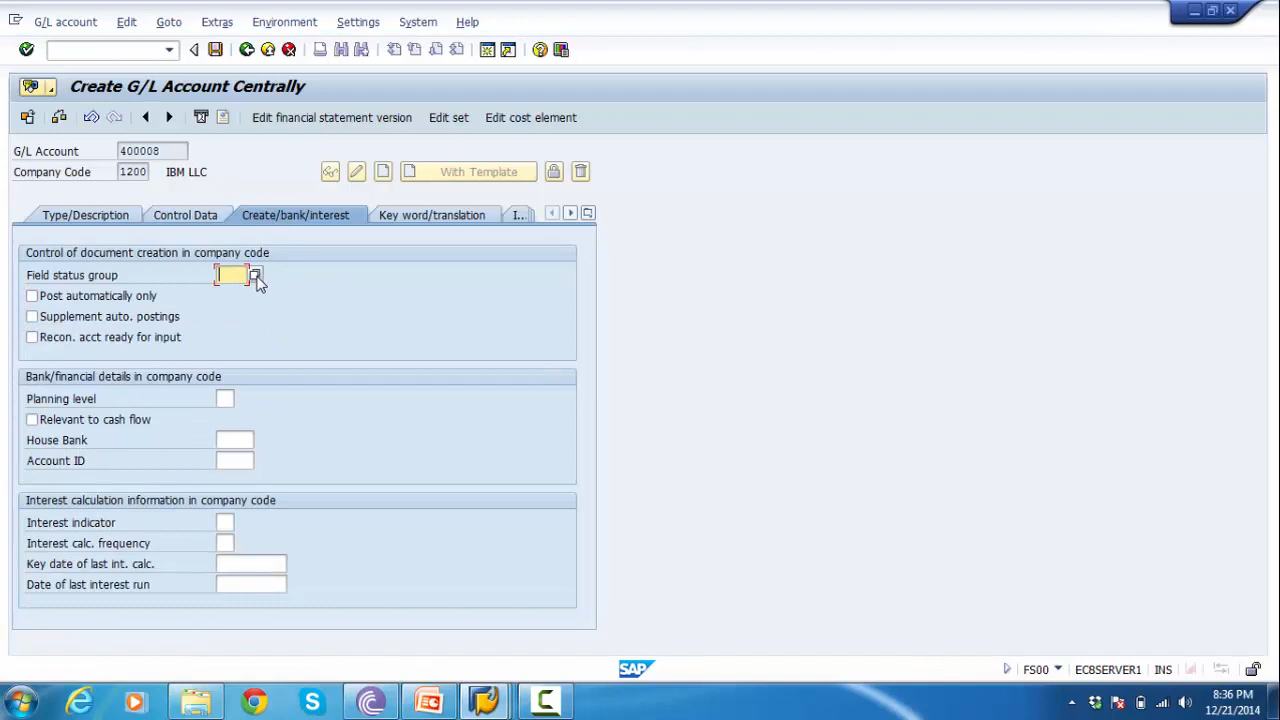 G/L account Edit Goto Extras Environment Settings System Help
Create G/L Account Centrally
Edit financial statement version Edit set Edit cost element
G/L Account 400008
Company Code 1200 IBM LLC With Template
Type/Description Control Data Create/bank/interest Key word/translation I...
Control of document creation in company code
Field status group
Post automatically only
Supplement auto. postings
Recon. acct ready for input
Bank/financial details in company code
Planning level
Relevant to cash flow
House Bank
Account ID
Interest calculation information in company code
Interest indicator
Interest calc. frequency
Key date of last int. calc.
Date of last interest run
SAP FS00 EC8SERVER1 INS
8:36 PM
12/21/2014